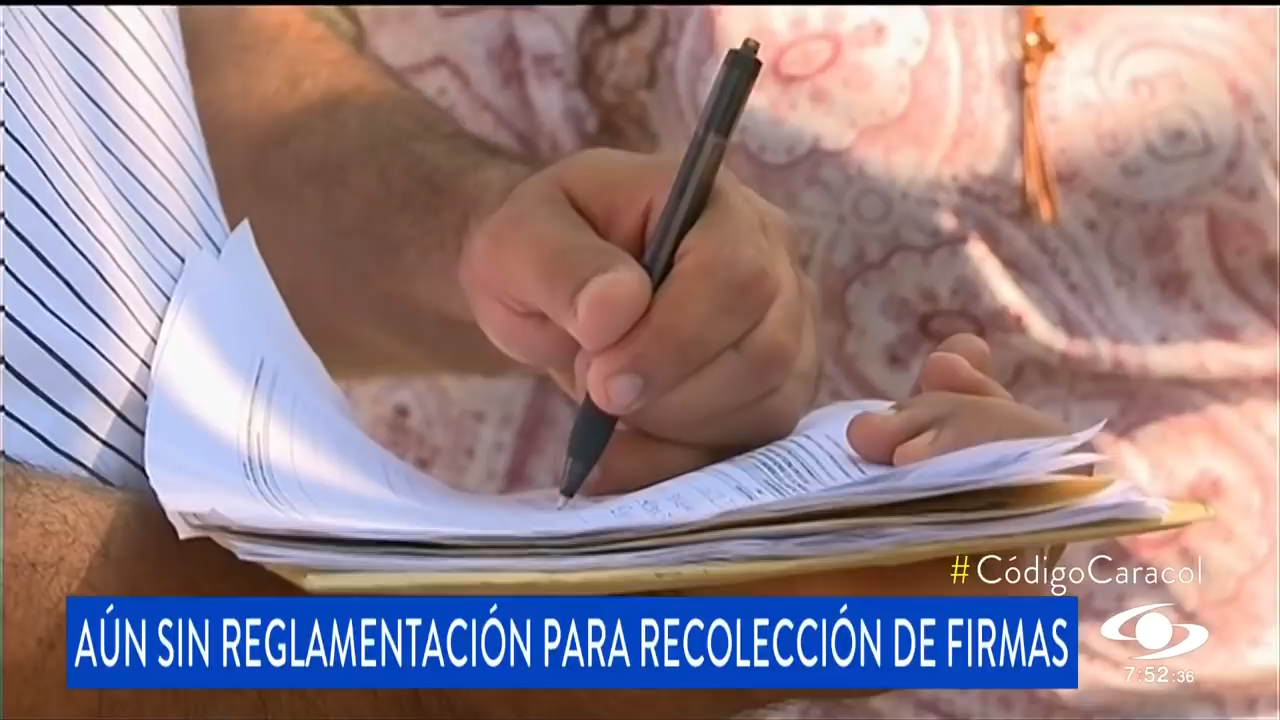 #CódigoCaracol
AÚN SIN REGLAMENTACIÓN PARA RECOLECCIÓN DE FIRMAS
7:52:36